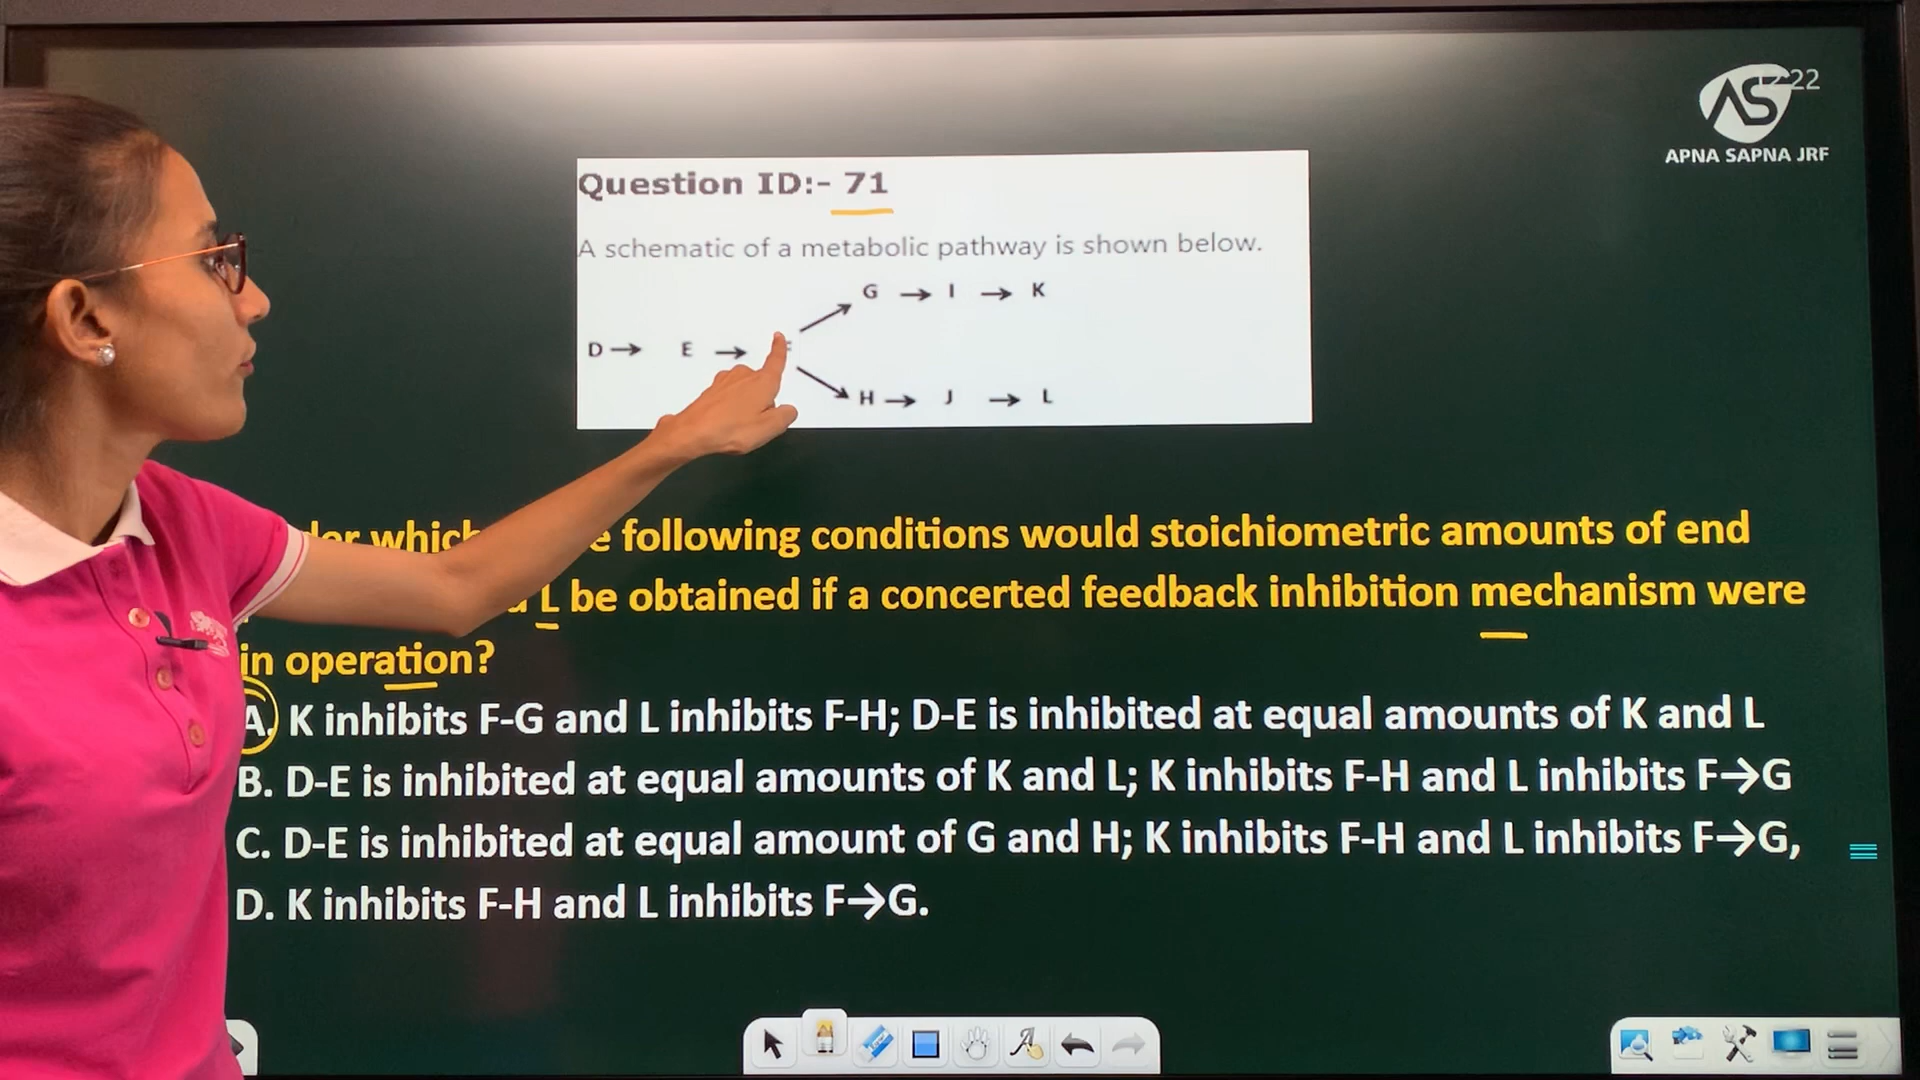 12:22
AS
APNA SAPNA JRF
Question ID:- 71
A schematic of a metabolic pathway is shown below.
G → I → K
D → E →
H → J → L
which following conditions would stoichiometric amounts of end
L be obtained if a concerted feedback inhibition mechanism were
in operation?
A. K inhibits F-G and L inhibits F-H; D-E is inhibited at equal amounts of K and L
B. D-E is inhibited at equal amounts of K and L; K inhibits F-H and L inhibits F→G
C. D-E is inhibited at equal amount of G and H; K inhibits F-H and L inhibits F→G,
D. K inhibits F-H and L inhibits F→G.